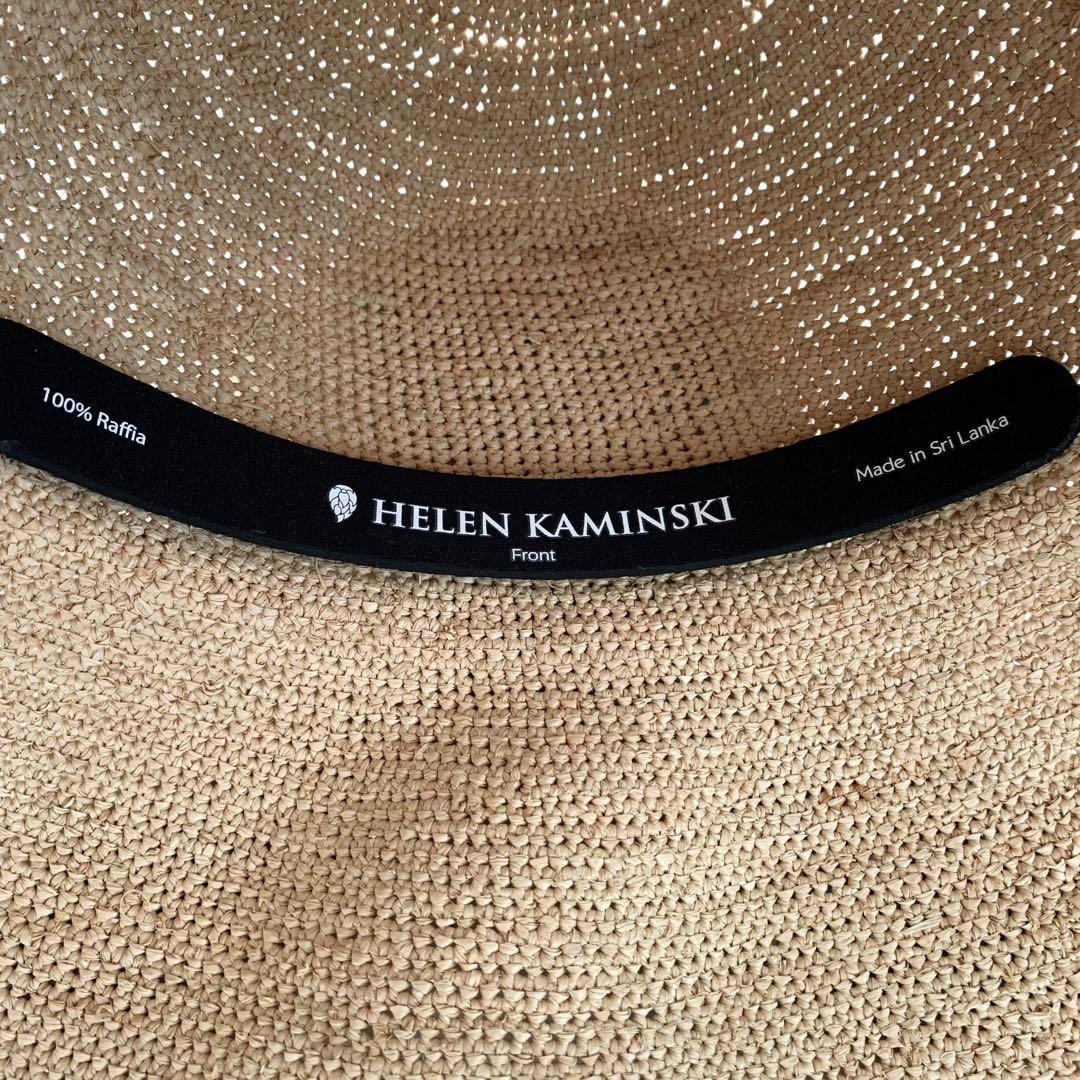 100% Raffia
HELEN KAMINSKI
Front
Made in Sri Lanka